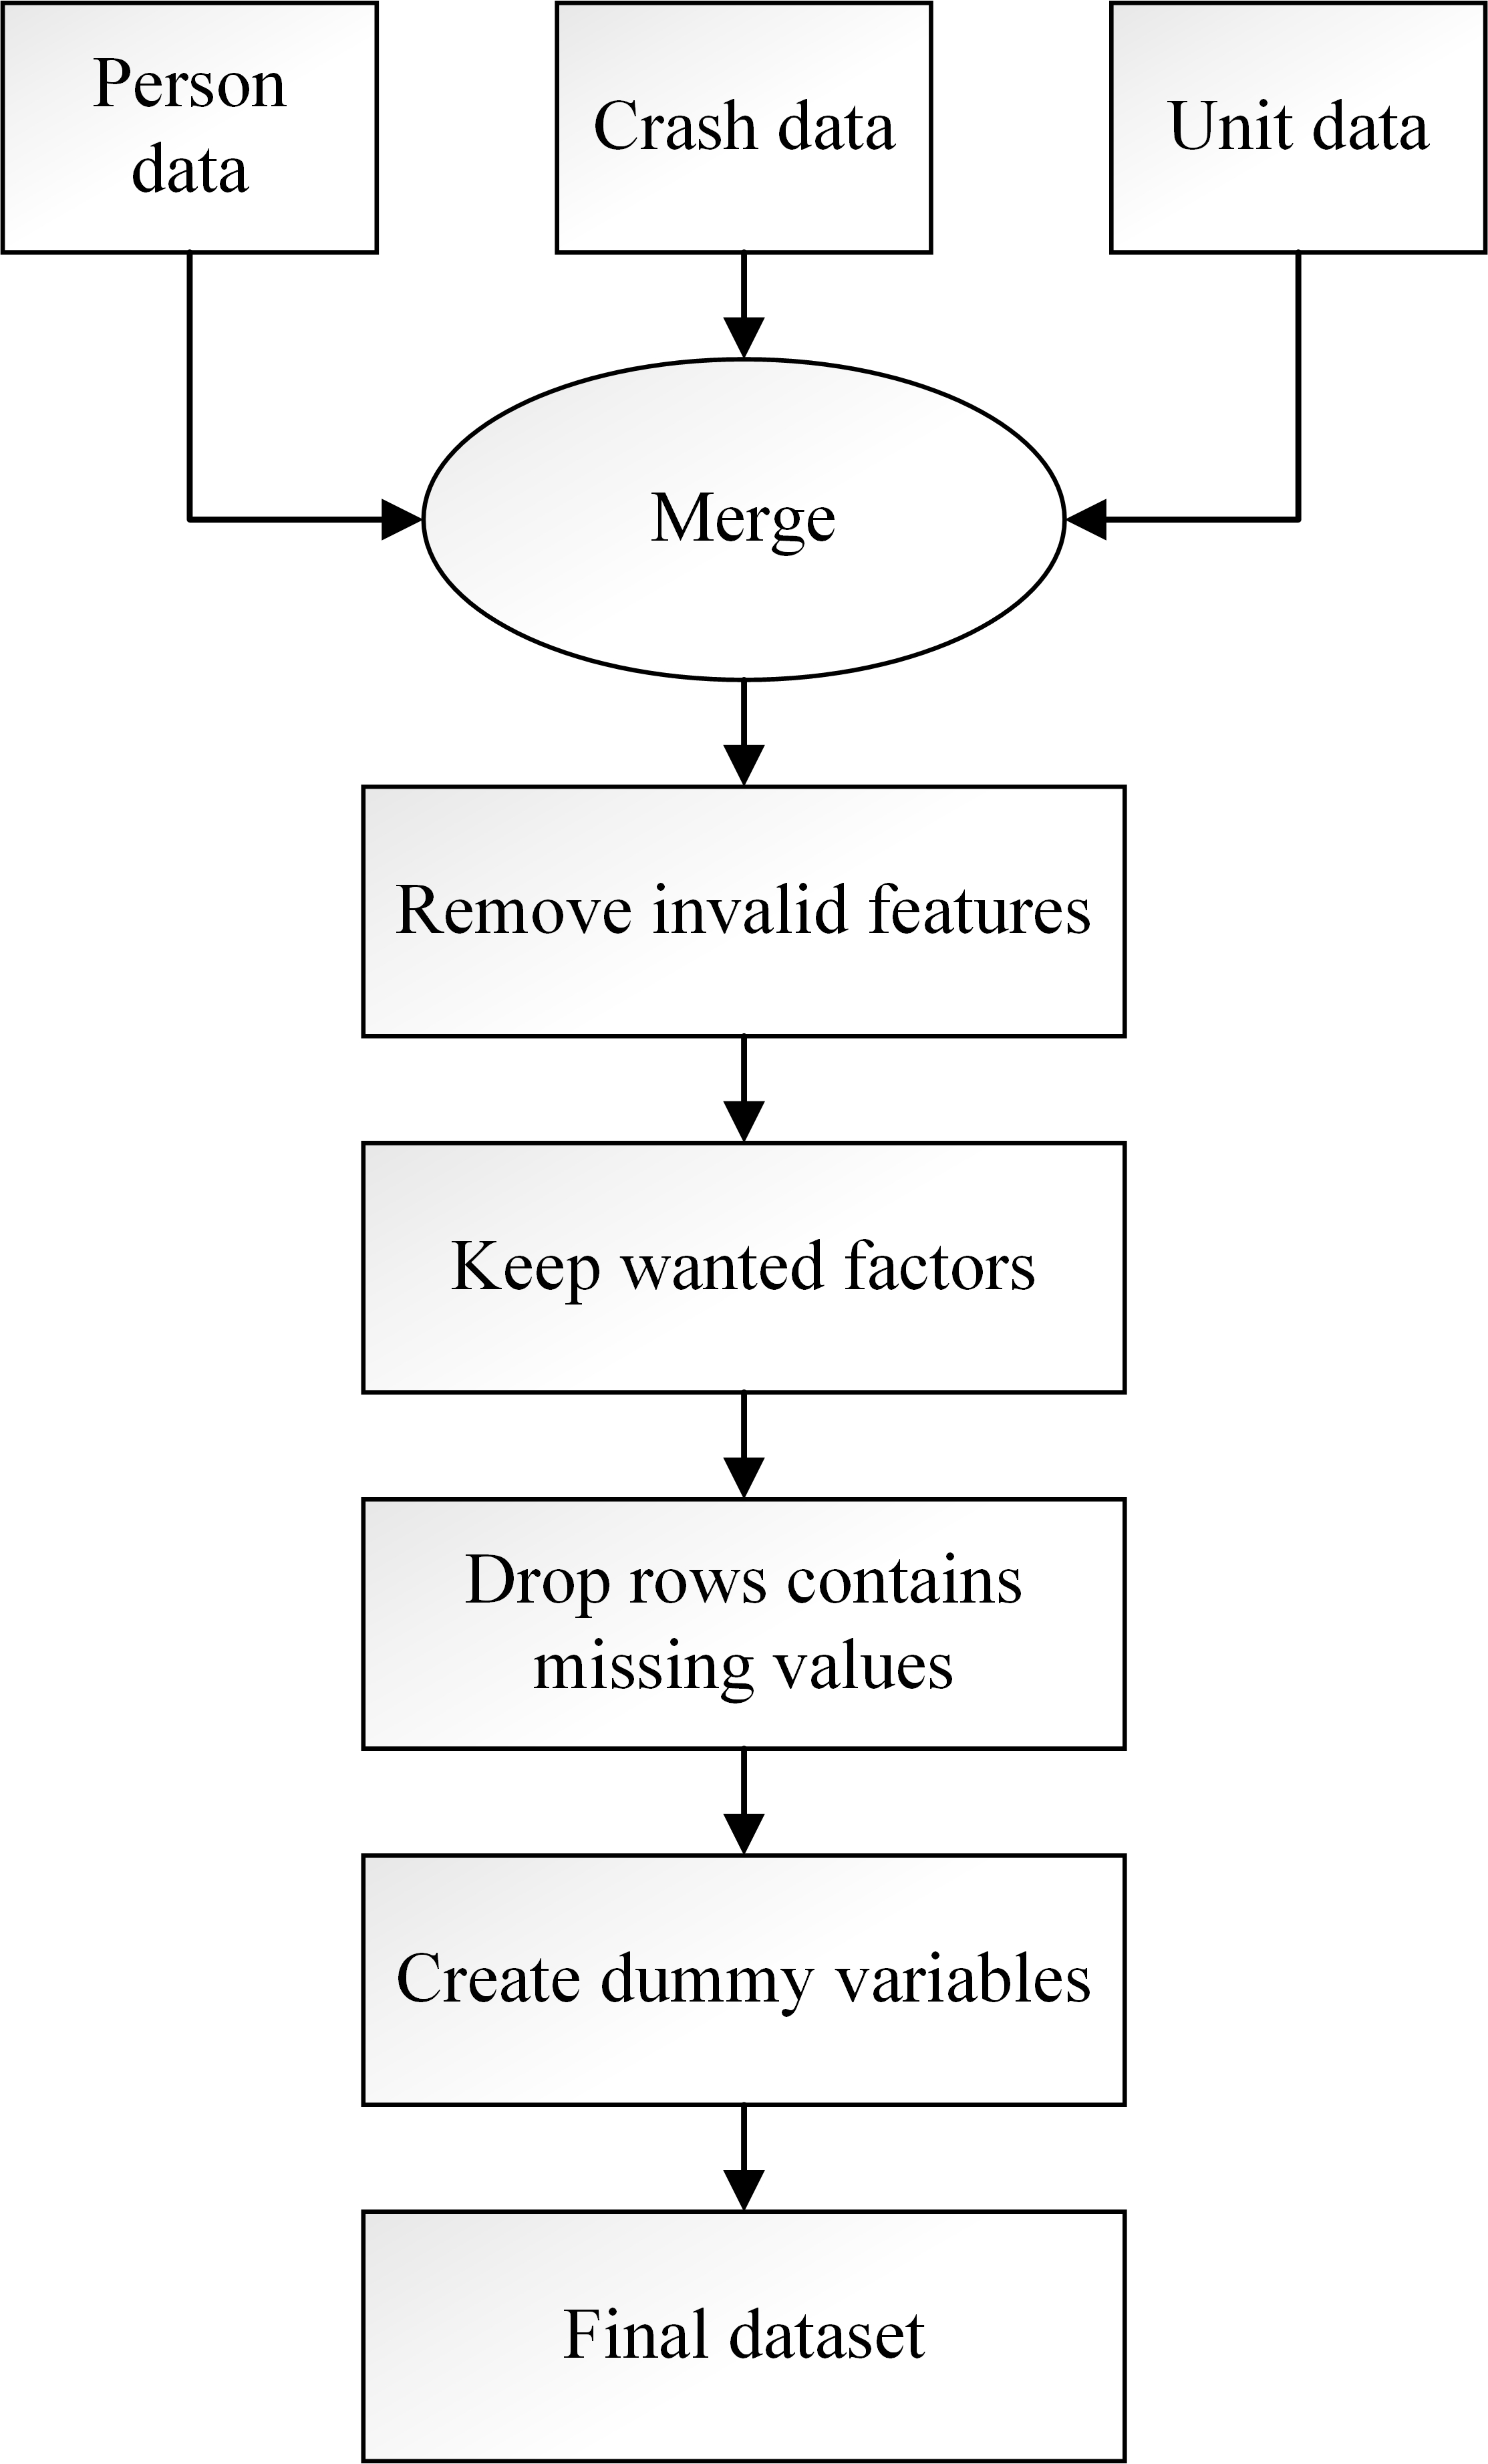 Person
data
Crash data
Unit data
Merge
Remove invalid features
Keep wanted factors
Drop rows contains
missing values
Create dummy variables
Final dataset